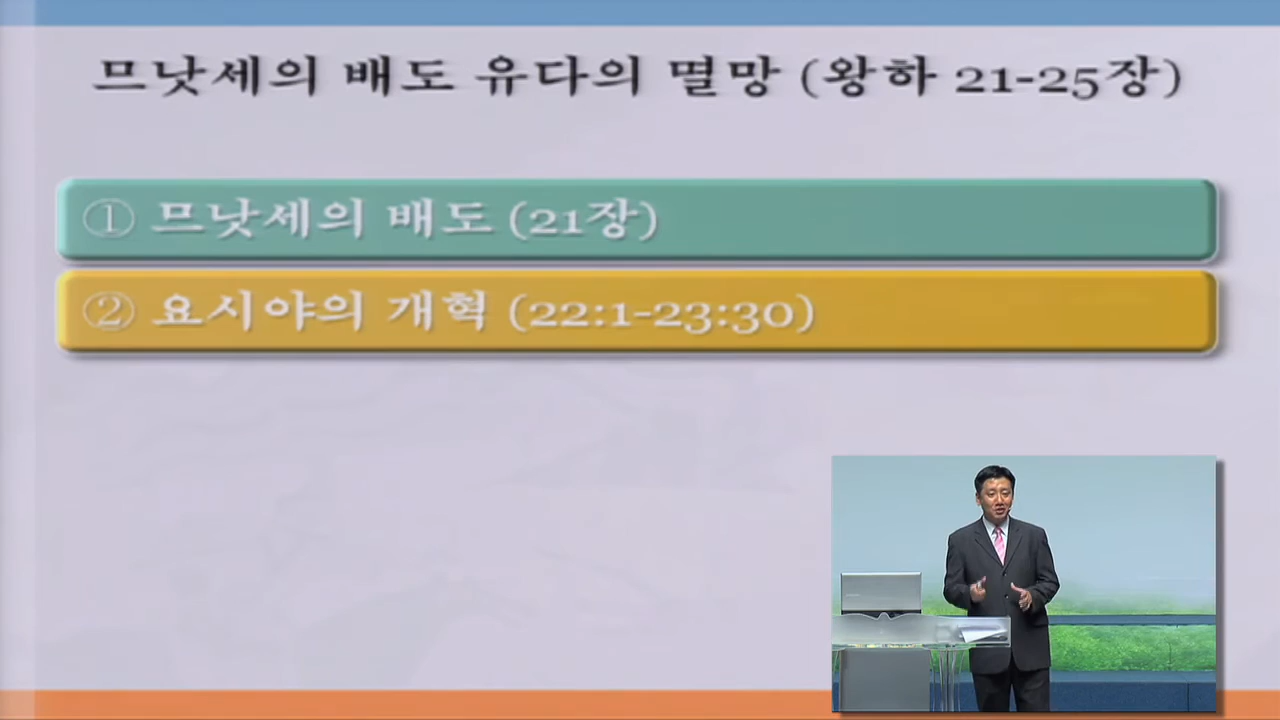 므낫세의 배도 유다의 멸망 (왕하 21-25장)
① 므낫세의 배도 (21장)
② 요시야의 개혁 (22:1-23:30)